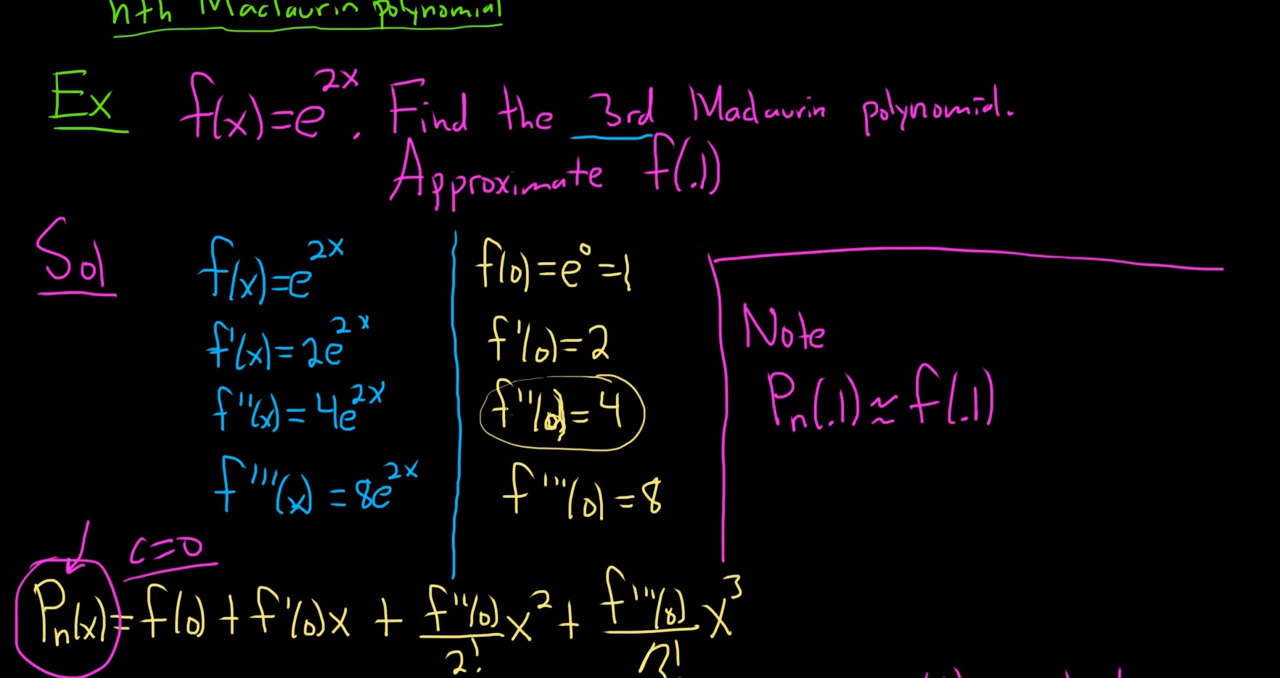 nth Maclaurin polynomial
Ex f(x)=e^2x. Find the 3rd Maclaurin polynomial.
Approximate f(.1)
Sol
f(x)=e^2x
f'(x)=2e^2x
f''(x)=4e^2x
f'''(x)=8e^2x
f(0)=e^0=1
f'(0)=2
f''(0)=4
f'''(0)=8
Note
Pn(.1)≈f(.1)
c=0
Pn(x)=f(0)+f'(0)x+f''(0)/2! x^2+f'''(0)/3! x^3